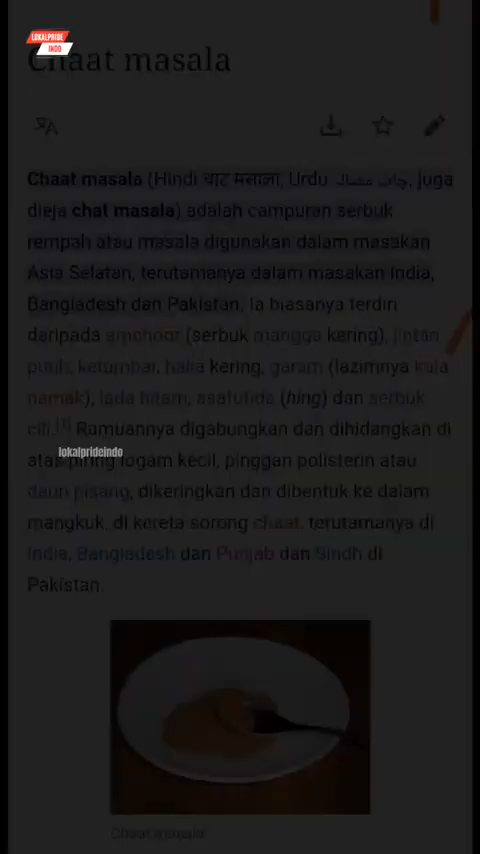 LOKALPRIDE
INDO
Chaat masala
Chaat masala (Hindi चाट मसाला, Urdu چاٹ مصالہ, juga
dieja chat masala) adalah campuran serbuk
rempah atau masala digunakan dalam masakan
Asia Selatan, terutamanya dalam masakan India,
Bangladesh dan Pakistan. Ia biasanya terdiri
daripada amchoor (serbuk mangga kering), jintan
putih, ketumbar, halia kering, garam (lazimnya kala
namak), lada hitam, asafutida (hing) dan serbuk
cili.[1] Ramuannya digabungkan dan dihidangkan di
atas piring logam kecil, pinggan polisterin atau
lokalprideindo
daun pisang, dikeringkan dan dibentuk ke dalam
mangkuk, di kereta sorong chaat, terutamanya di
India, Bangladesh dan Punjab dan Sindh di
Pakistan.
Chaat masala